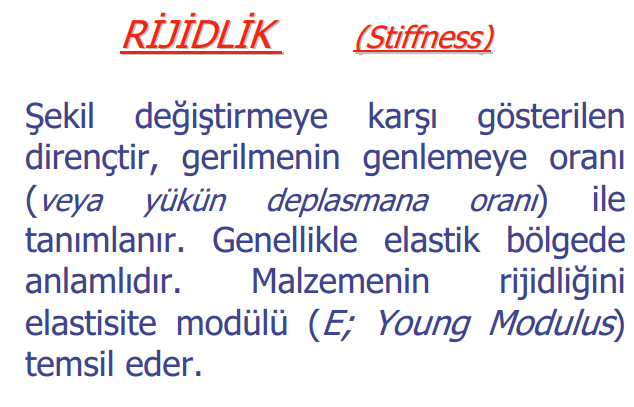 RİJİDLİK (Stiffness)
Şekil değiştirmeye karşı gösterilen
dirençtir, gerilmenin genlemeye oranı
(veya yükün deplasmana oranı) ile
tanımlanır. Genellikle elastik bölgede
anlamlıdır. Malzemenin rijidliğini
elastisite modülü (E; Young Modulus)
temsil eder.